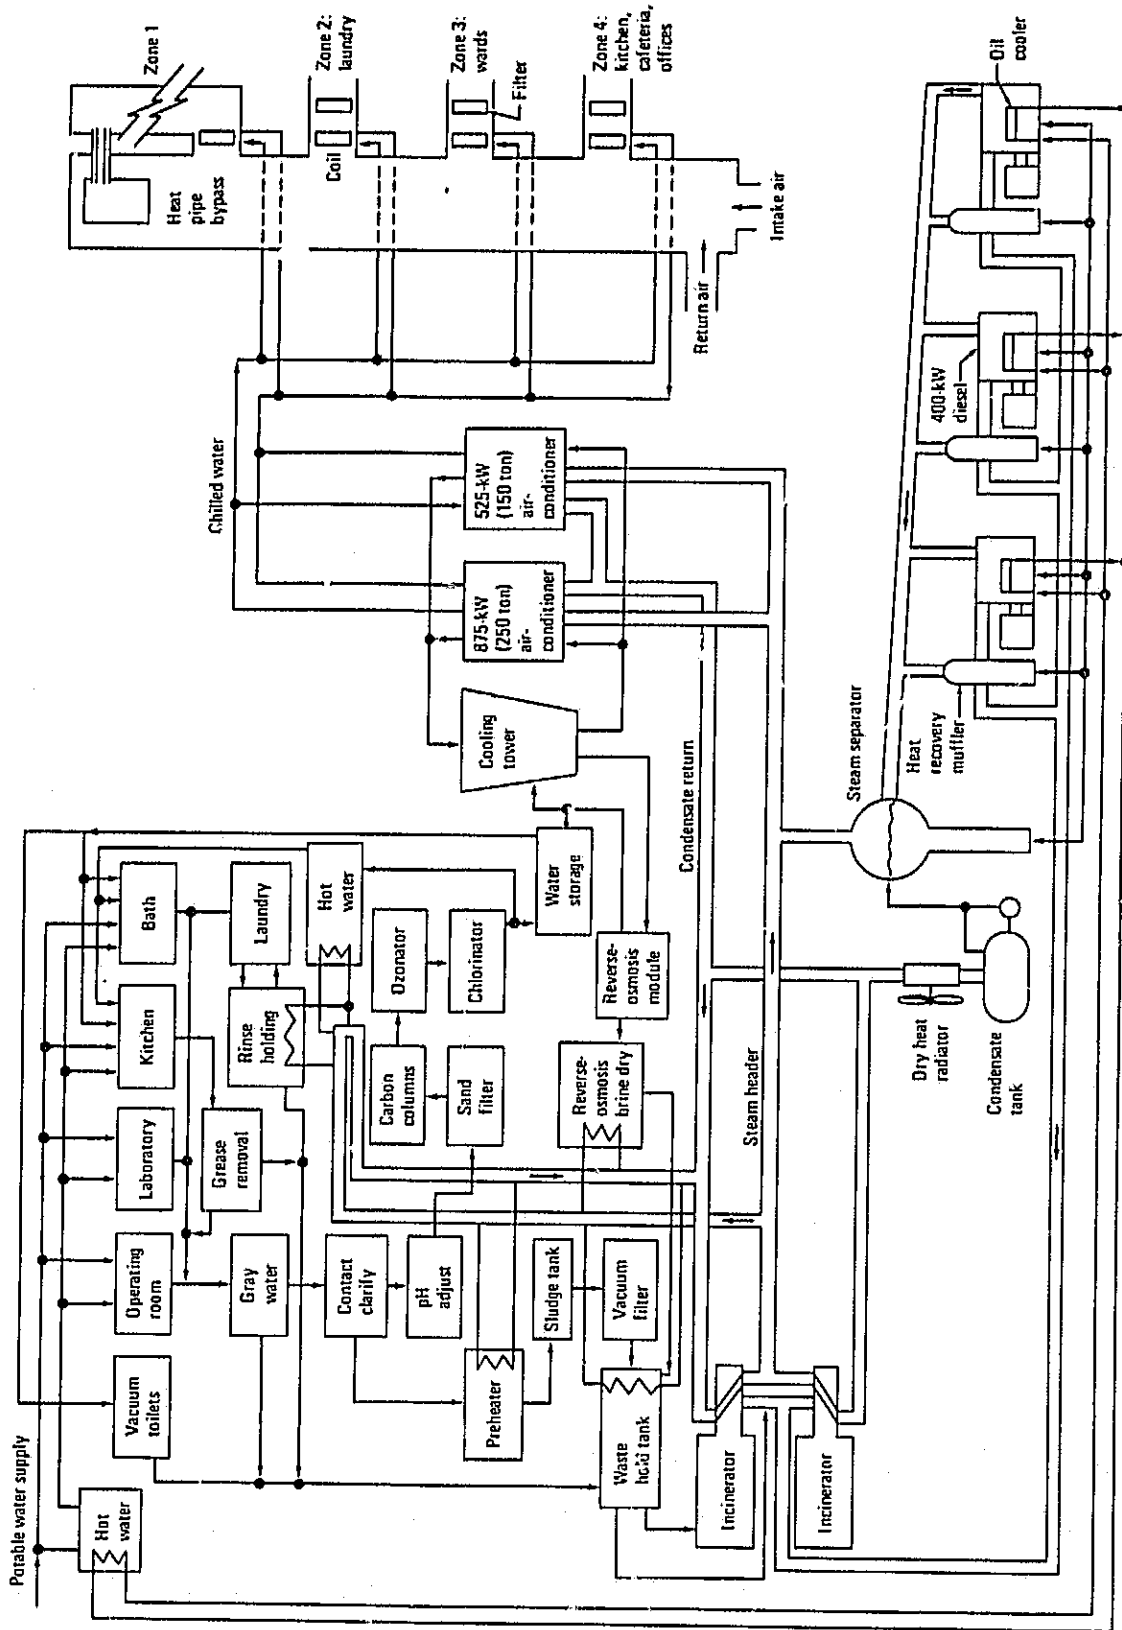 Potable water supply
Hot
water
Vacuum
toilets
Operating
room
Laboratory
Kitchen
Bath
Gray
water
Grease
removal
Rinse
holding
Laundry
Contact
clarify
pH
adjust
Hot
water
Carbon
columns
Ozonator
Sand
filter
Chlorinator
Preheater
Sludge tank
Vacuum
filter
Waste
hold tank
Reverse-
osmosis
brine dry
Reverse-
osmosis
module
Water
storage
Cooling
tower
Incinerator
Incinerator
Steam header
Condensate return
875-kW
(250 ton)
air-
conditioner
525-kW
(150 ton)
air-
conditioner
Chilled water
Zone 1
Heat
pipe
bypass
Zone 2:
laundry
Coil
Zone 3:
wards
Filter
Zone 4:
kitchen,
cafeteria,
offices
Return air
Intake air
Dry heat
radiator
Condensate
tank
Steam separator
Heat
recovery
muffler
400-kW
diesel
Oil
cooler